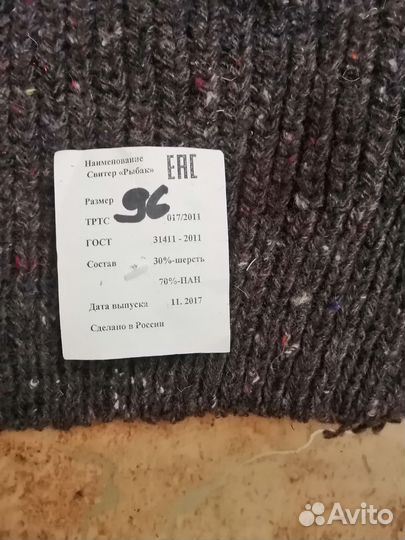 Наименование
Свитер «Рыбак»
EAC
Размер 96
ТРТС 017/2011
ГОСТ 31411 - 2011
Состав 30%-шерсть
70%-ПАН
Дата выпуска 11. 2017
Сделано в России
Avito